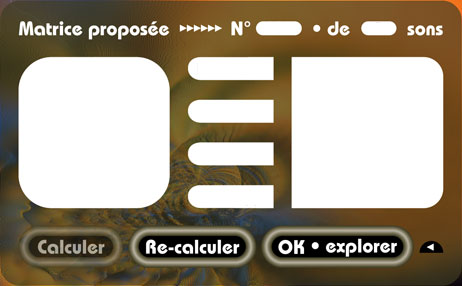 Matrice proposée ▸▸▸▸▸▸ N° • de sons
Calculer Re-calculer OK • explorer